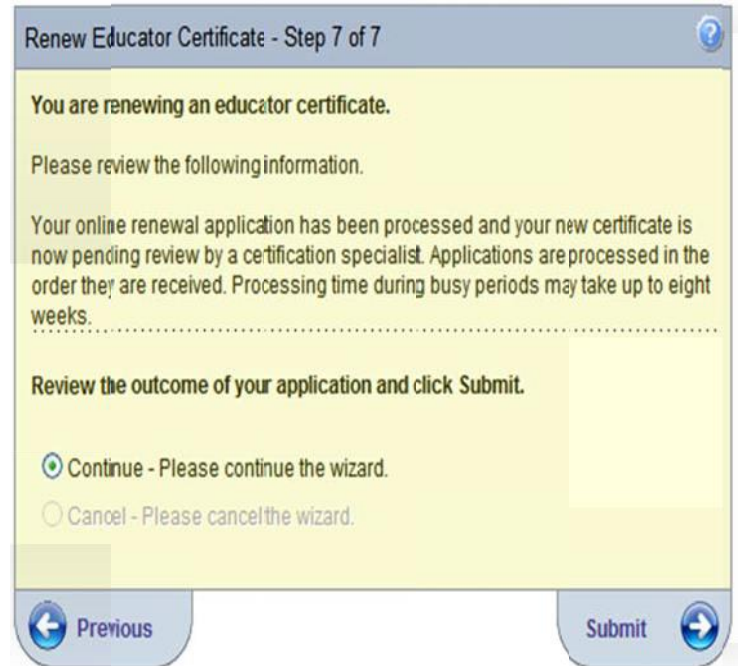 Renew Educator Certificate - Step 7 of 7
You are renewing an educator certificate.
Please review the following information.
Your online renewal application has been processed and your new certificate is
now pending review by a certification specialist. Applications are processed in the
order they are received. Processing time during busy periods may take up to eight
weeks.
Review the outcome of your application and click Submit.
Continue - Please continue the wizard.
Cancel - Please cancel the wizard.
Previous
Submit